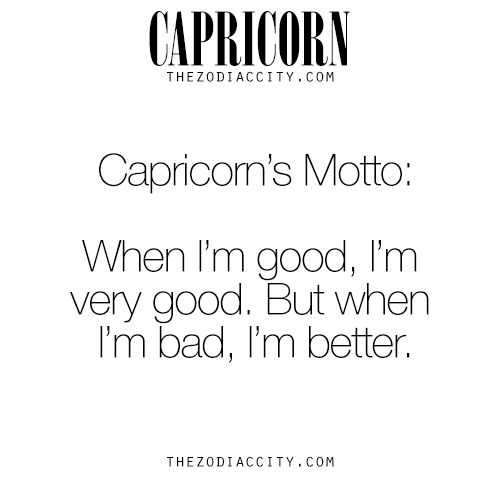 CAPRICORN
THEZODIACCITY.COM
Capricorn’s Motto:
When I’m good, I’m
very good. But when
I’m bad, I’m better.
THEZODIACCITY.COM